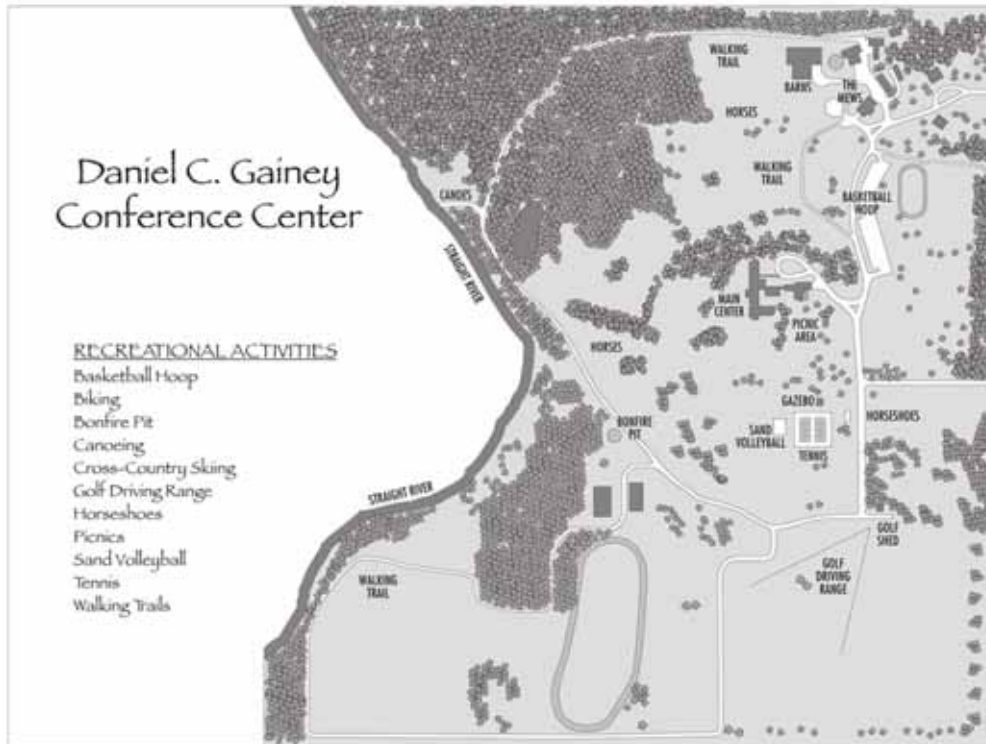 Daniel C. Gainey
Conference Center
RECREATIONAL ACTIVITIES
Basketball Hoop
Biking
Bonfire Pit
Canoeing
Cross-Country Skiing
Golf Driving Range
Horseshoes
Picnics
Sand Volleyball
Tennis
Walking Trails
WALKING
TRAIL
BARNS
THE
MEWS
HORSES
WALKING
TRAIL
CANOES
BASKETBALL
HOOP
STRAIGHT RIVER
MAIN
CENTER
PICNIC
AREA
HORSES
GAZEBO
HORSESHOES
BONFIRE
PIT
SAND
VOLLEYBALL
TENNIS
STRAIGHT RIVER
GOLF
SHED
GOLF
DRIVING
RANGE
WALKING
TRAIL